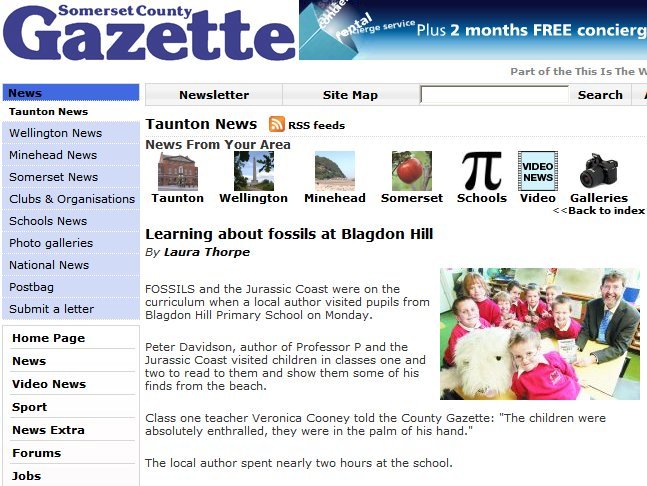 Somerset County
Gazette
rental
concierge service
Plus 2 months FREE concierg
Part of the This Is The W
News
Newsletter
Site Map
Search
Taunton News
Wellington News
Minehead News
Somerset News
Clubs & Organisations
Schools News
Photo galleries
National News
Postbag
Submit a letter
Home Page
News
Video News
Sport
News Extra
Forums
Jobs
Taunton News RSS feeds
News From Your Area
π
VIDEO
NEWS
Taunton Wellington Minehead Somerset Schools Video Galleries
<<Back to index
Learning about fossils at Blagdon Hill
By Laura Thorpe
FOSSILS and the Jurassic Coast were on the
curriculum when a local author visited pupils from
Blagdon Hill Primary School on Monday.
Peter Davidson, author of Professor P and the
Jurassic Coast visited children in classes one and
two to read to them and show them some of his
finds from the beach.
Class one teacher Veronica Cooney told the County Gazette: "The children were
absolutely enthralled, they were in the palm of his hand."
The local author spent nearly two hours at the school.